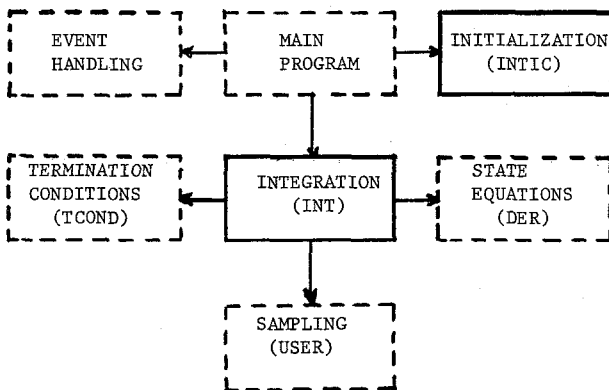 EVENT
HANDLING
MAIN
PROGRAM
INITIALIZATION
(INTIC)
TERMINATION
CONDITIONS
(TCOND)
INTEGRATION
(INT)
STATE
EQUATIONS
(DER)
SAMPLING
(USER)